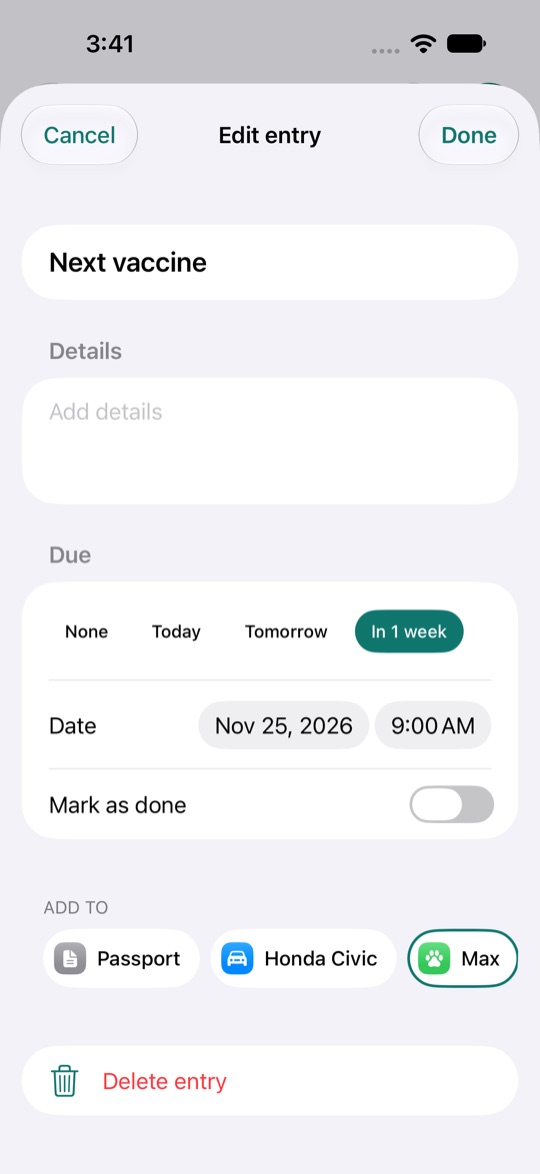 3:41
Cancel
Edit entry
Done
Next vaccine
Details
Add details
Due
None Today Tomorrow In 1 week
Date Nov 25, 2026 9:00 AM
Mark as done
ADD TO
Passport Honda Civic Max
Delete entry